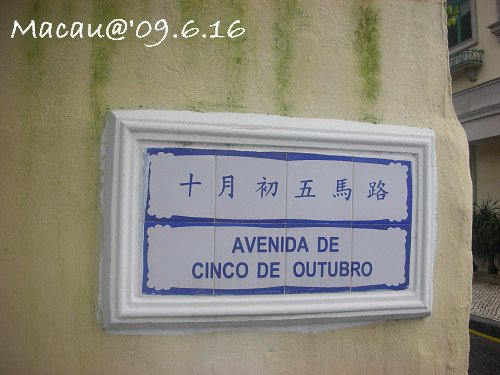 Macau@'09.6.16
十月初五馬路
AVENIDA DE
CINCO DE OUTUBRO